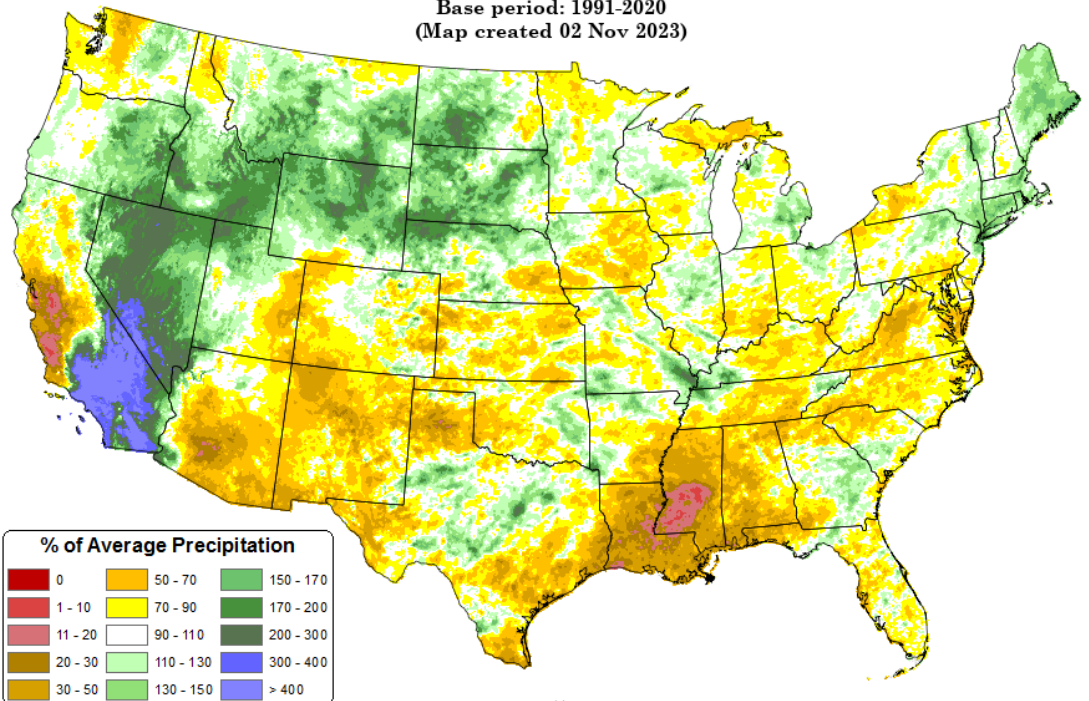 Base period: 1991-2020
(Map created 02 Nov 2023)
% of Average Precipitation
0 50 - 70 150 - 170
1 - 10 70 - 90 170 - 200
11 - 20 90 - 110 200 - 300
20 - 30 110 - 130 300 - 400
30 - 50 130 - 150 > 400